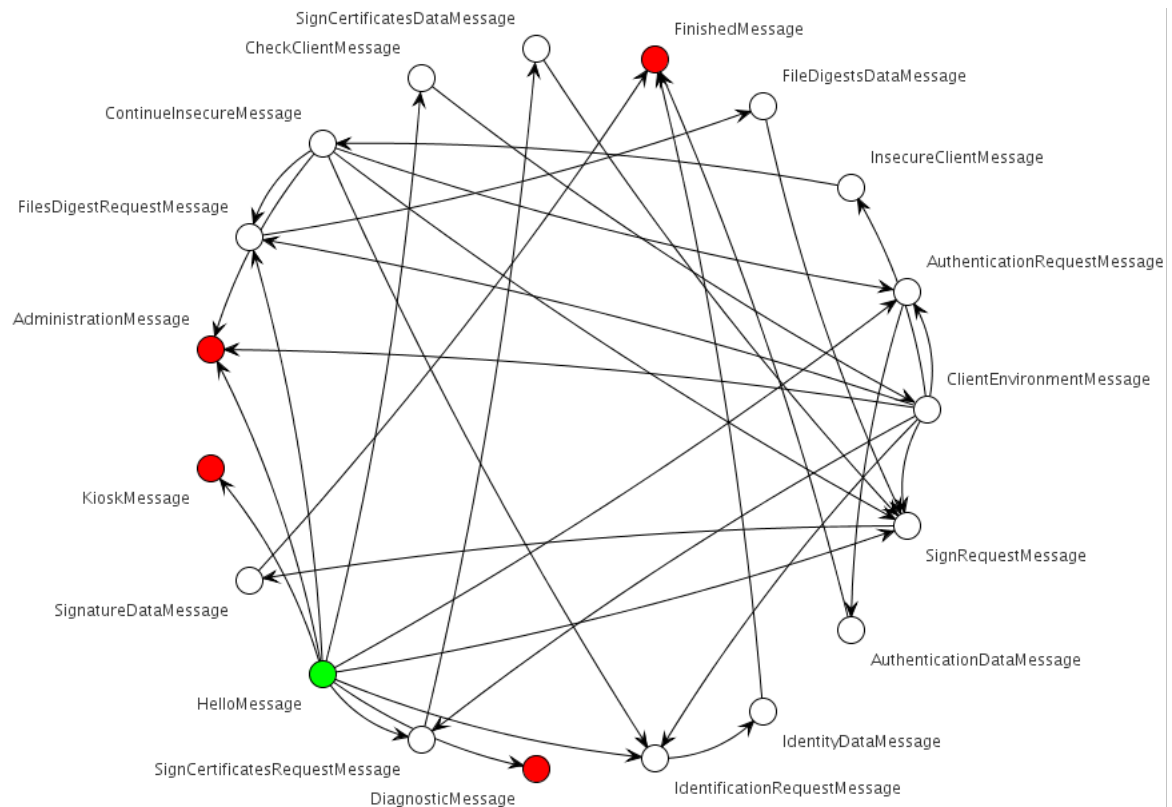 SignCertificatesDataMessage
FinishedMessage
CheckClientMessage
FileDigestsDataMessage
ContinueInsecureMessage
InsecureClientMessage
FilesDigestRequestMessage
AuthenticationRequestMessage
AdministrationMessage
ClientEnvironmentMessage
KioskMessage
SignRequestMessage
SignatureDataMessage
AuthenticationDataMessage
HelloMessage
IdentityDataMessage
SignCertificatesRequestMessage
IdentificationRequestMessage
DiagnosticMessage